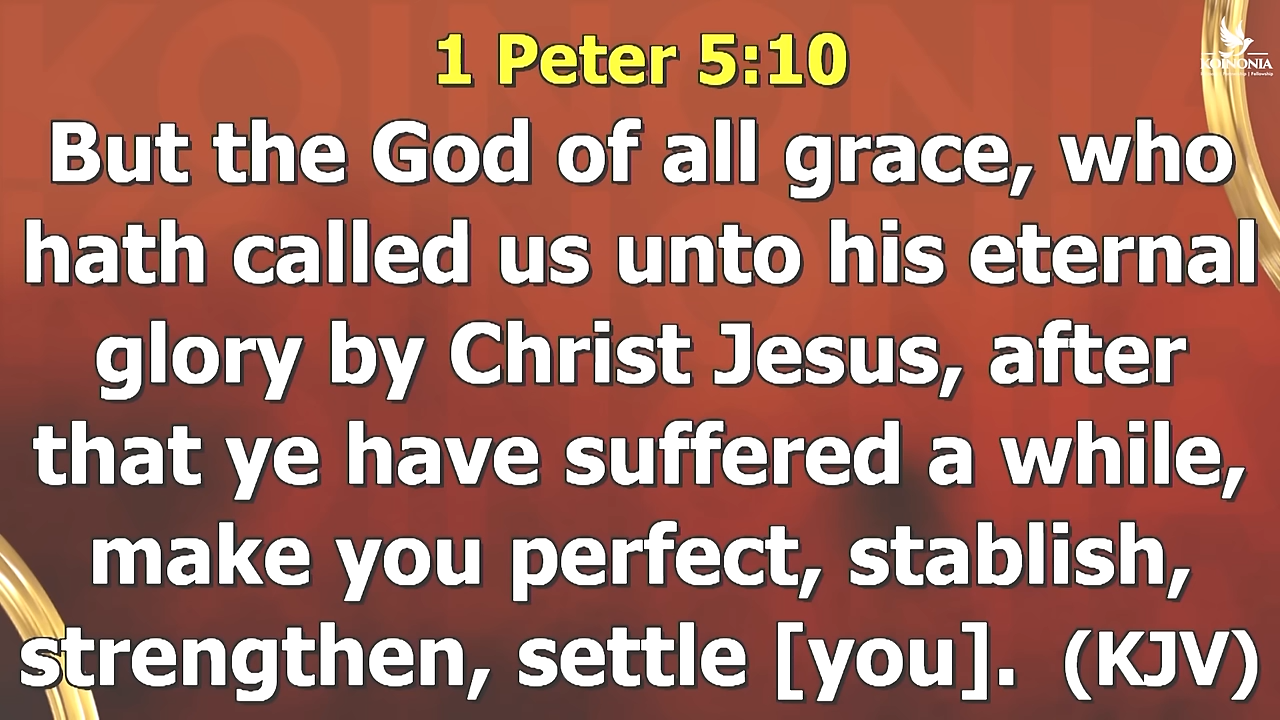 1 Peter 5:10
KOINONIA
But the God of all grace, who
hath called us unto his eternal
glory by Christ Jesus, after
that ye have suffered a while,
make you perfect, stablish,
strengthen, settle [you]. (KJV)